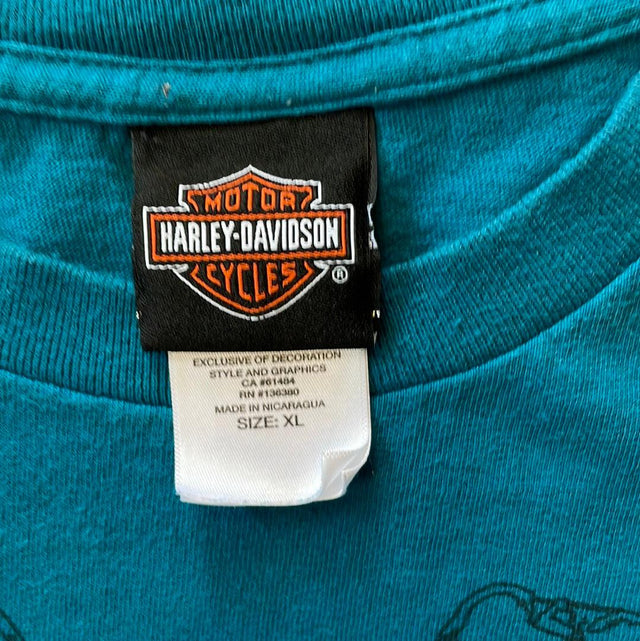 MOTOR
HARLEY-DAVIDSON
CYCLES
®
EXCLUSIVE OF DECORATION
STYLE AND GRAPHICS
CA #61484
RN #136380
MADE IN NICARAGUA
SIZE: XL